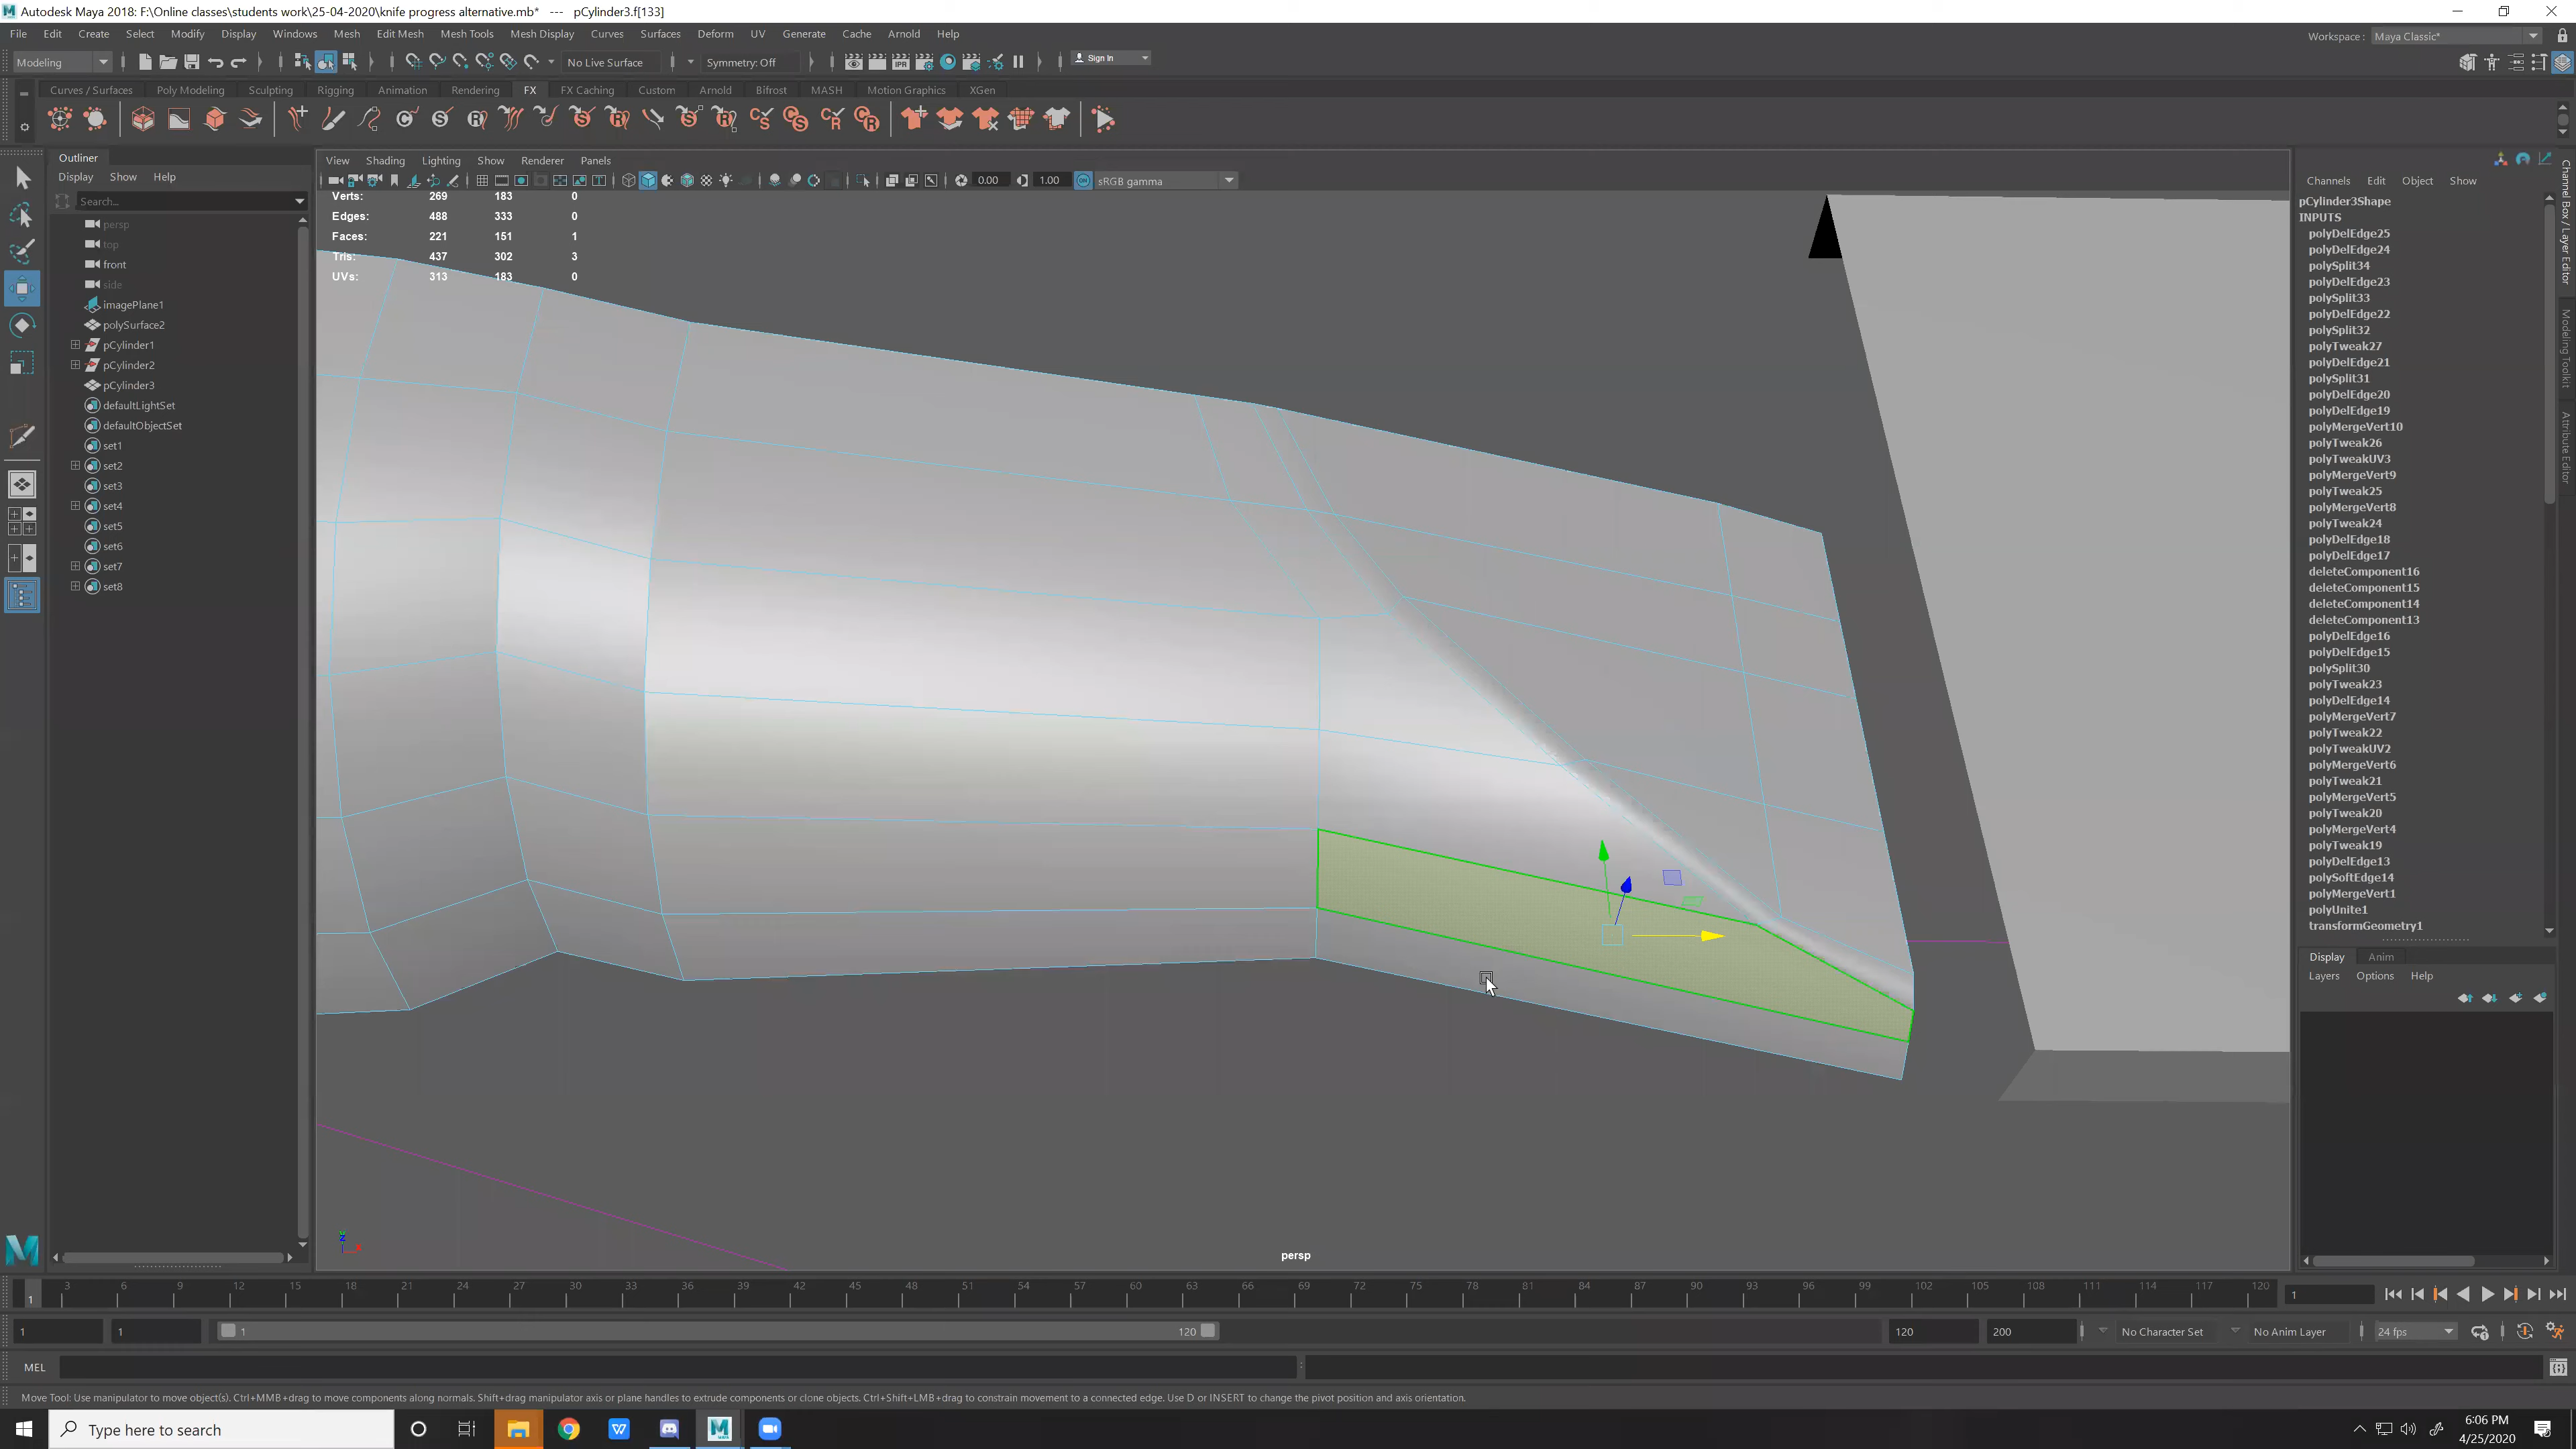 Autodesk Maya 2018: F:\Online classes\students work\25-04-2020\knife progress alternative.mb* --- pCylinder3.f[133]
File Edit Create Select Modify Display Windows Mesh Edit Mesh Mesh Tools Mesh Display Curves Surfaces Deform UV Generate Cache Arnold Help
Workspace : Maya Classic*
Modeling No Live Surface Symmetry: Off IPR Sign In
Curves / Surfaces Poly Modeling Sculpting Rigging Animation Rendering FX FX Caching Custom Arnold Bifrost MASH Motion Graphics XGen
Outliner
Display Show Help
Search...
persp
top
front
side
imagePlane1
polySurface2
pCylinder1
pCylinder2
pCylinder3
defaultLightSet
defaultObjectSet
set1
set2
set3
set4
set5
set6
set7
set8
View Shading Lighting Show Renderer Panels
0.00 1.00 sRGB gamma
Verts: 269 183 0
Edges: 488 333 0
Faces: 221 151 1
Tris: 437 302 3
UVs: 313 183 0
persp
Channels Edit Object Show
pCylinder3Shape
INPUTS
polyDelEdge25
polyDelEdge24
polySplit34
polyDelEdge23
polySplit33
polyDelEdge22
polySplit32
polyTweak27
polyDelEdge21
polySplit31
polyDelEdge20
polyDelEdge19
polyMergeVert10
polyTweak26
polyTweakUV3
polyMergeVert9
polyTweak25
polyMergeVert8
polyTweak24
polyDelEdge18
polyDelEdge17
deleteComponent16
deleteComponent15
deleteComponent14
deleteComponent13
polyDelEdge16
polyDelEdge15
polySplit30
polyTweak23
polyDelEdge14
polyMergeVert7
polyTweak22
polyTweakUV2
polyMergeVert6
polyTweak21
polyMergeVert5
polyTweak20
polyMergeVert4
polyTweak19
polyDelEdge13
polySoftEdge14
polyMergeVert1
polyUnite1
transformGeometry1
Display Anim
Layers Options Help
Channel Box / Layer Editor
Modeling Toolkit
Attribute Editor
3 6 9 12 15 18 21 24 27 30 33 36 39 42 45 48 51 54 57 60 63 66 69 72 75 78 81 84 87 90 93 96 99 102 105 108 111 114 117 120
1 1
1 1 1 120 120 200 No Character Set No Anim Layer 24 fps
MEL
Move Tool: Use manipulator to move object(s). Ctrl+MMB+drag to move components along normals. Shift+drag manipulator axis or plane handles to extrude components or clone objects. Ctrl+Shift+LMB+drag to constrain movement to a connected edge. Use D or INSERT to change the pivot position and axis orientation.
Type here to search
6:06 PM
4/25/2020